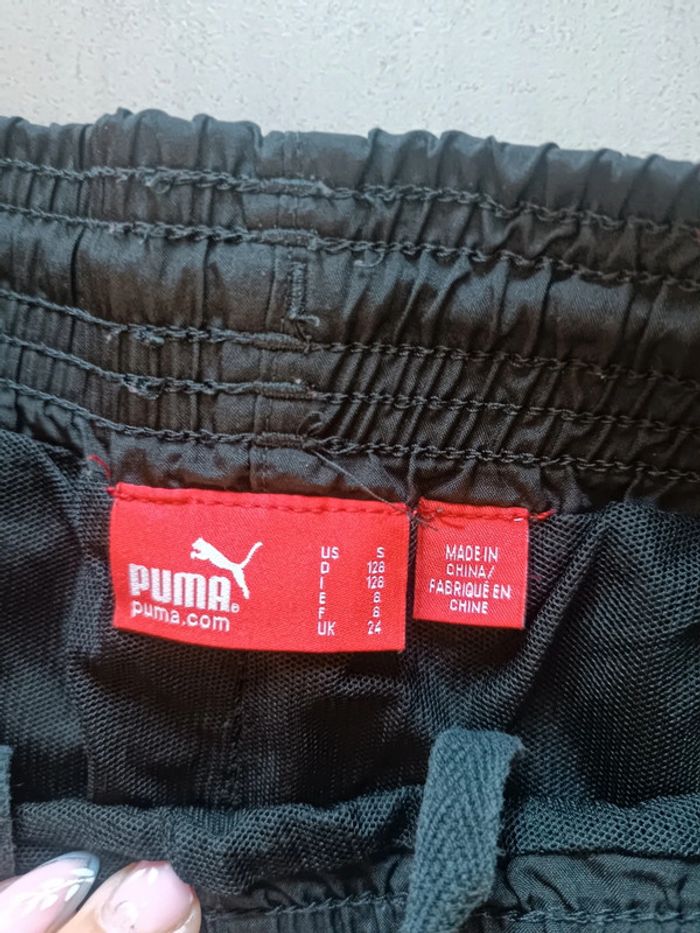 PUMA®
puma.com
US S
D 128
I 128
E 8
F 8
UK 24
MADE IN
CHINA/
FABRIQUÉ EN
CHINE